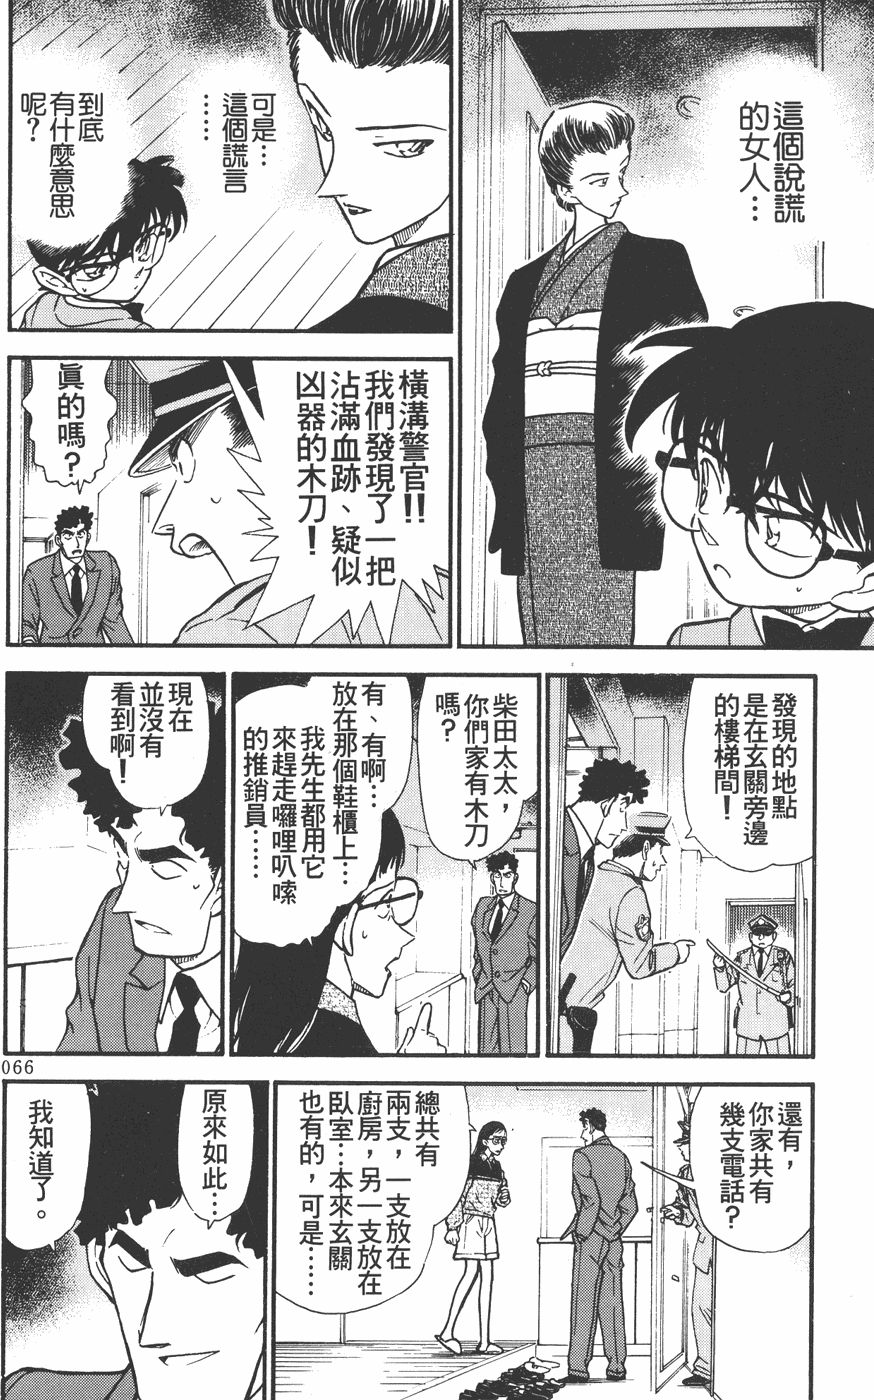 這個說謊
的女人…
可是…
這個謊言
……
到底
有什麼意思
呢？
橫溝警官!!
我們發現了一把
沾滿血跡、疑似
凶器的木刀！
眞的嗎？
發現的地點
是在玄關旁邊
的樓梯間！
柴田太太，
你們家有木刀
嗎？
有、有啊…
放在那個鞋櫃上…
我先生都用它
來趕走囉哩叭嗦
的推銷員……
現在
並沒有
看到啊！
還有，
你家共有
幾支電話？
總共有
兩支，一支放在
廚房，另一支放在
臥室…本來玄關
也有的，可是……
原來如此…
我知道了。
066